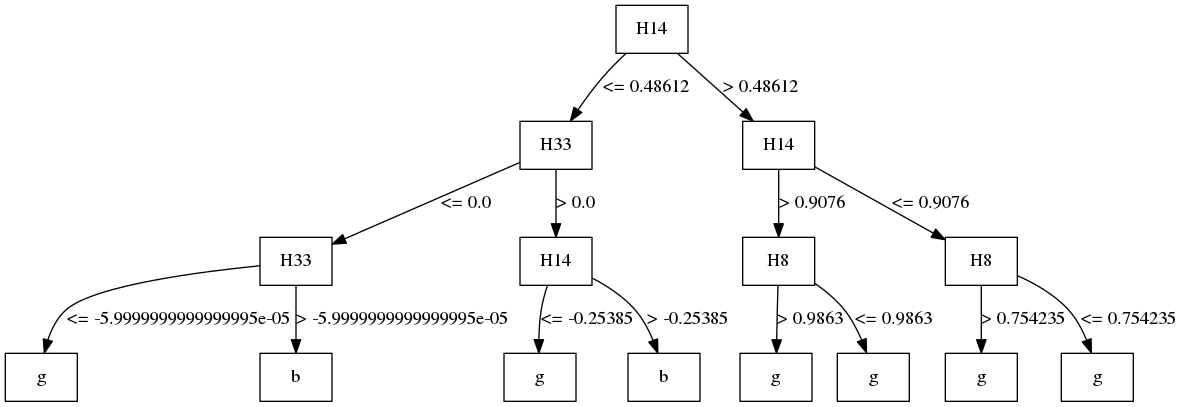 H14
<= 0.48612
> 0.48612
H33
H14
<= 0.0
> 0.0
> 0.9076
<= 0.9076
H33
H14
H8
H8
<= -5.9999999999999995e-05
> -5.9999999999999995e-05
<= -0.25385
> -0.25385
> 0.9863
<= 0.9863
> 0.754235
<= 0.754235
g
b
g
b
g
g
g
g